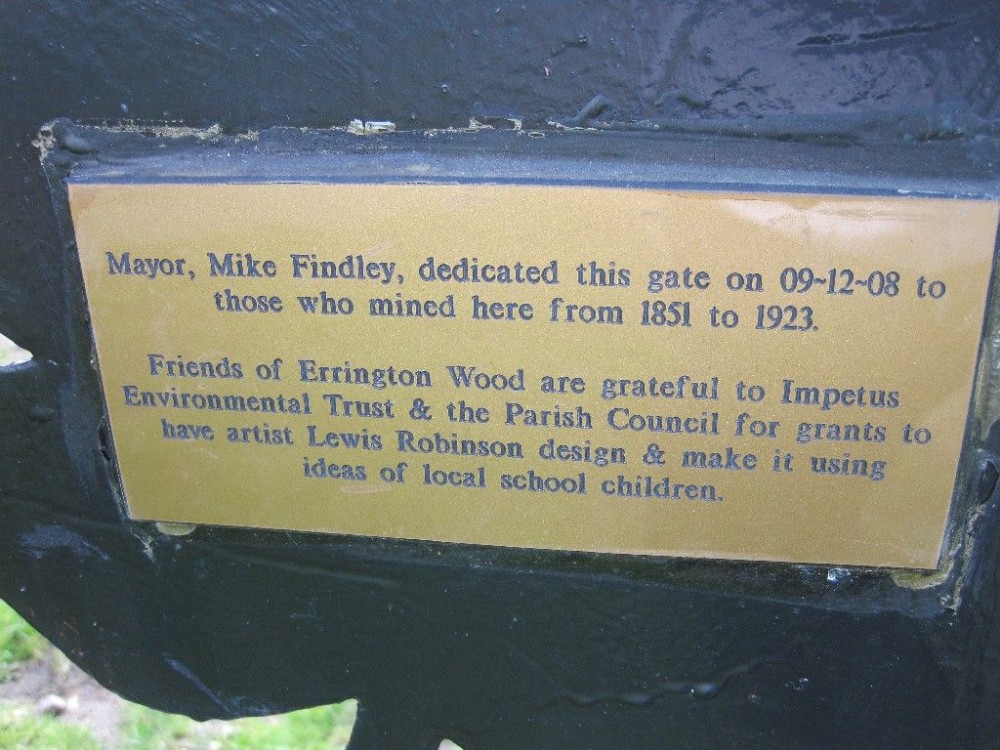 Mayor, Mike Findley, dedicated this gate on 09~12~08 to
those who mined here from 1851 to 1923.
Friends of Errington Wood are grateful to Impetus
Environmental Trust & the Parish Council for grants to
have artist Lewis Robinson design & make it using
ideas of local school children.